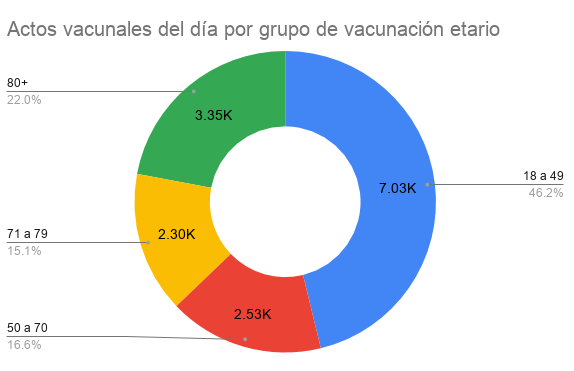 Actos vacunales del día por grupo de vacunación etario
80+
22.0%
3.35K
18 a 49
46.2%
7.03K
71 a 79
15.1%
2.30K
50 a 70
16.6%
2.53K